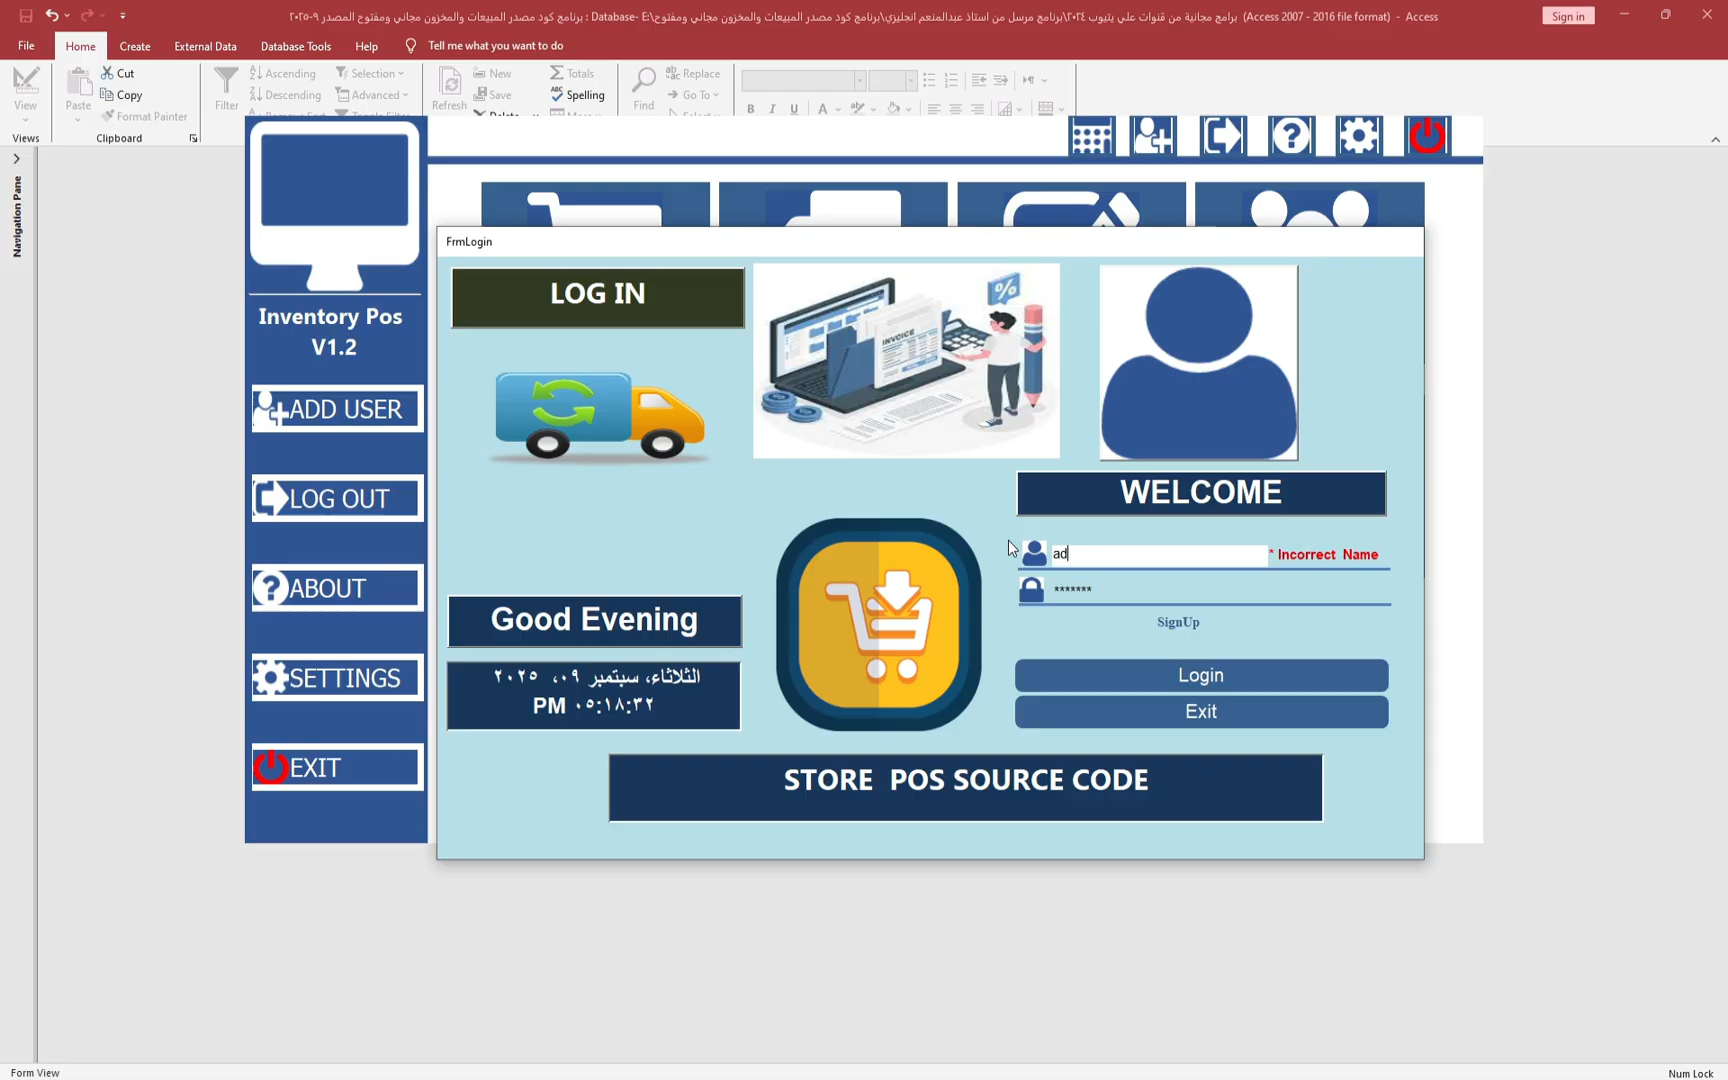 برنامج كود مصدر المبيعات والمخزون مجاني ومفتوح المصدر ٩-٢٠٢٥ : Database- E:\برامج مجانية من قنوات علي يتيوب ٢٠٢٤\برنامج مرسل من استاذ عبدالمنعم انجليزي\برنامج كود مصدر المبيعات والمخزون مجاني ومفتوح (Access 2007 - 2016 file format) - Access
Sign in
File Home Create External Data Database Tools Help Tell me what you want to do
View
Views
Paste
Cut
Copy
Format Painter
Clipboard
Filter
Ascending
Descending
Selection
Advanced
Refresh
New
Save
Totals
Spelling
Find
Replace
Go To
B I U A
Navigation Pane
Inventory Pos
V1.2
ADD USER
LOG OUT
ABOUT
SETTINGS
EXIT
FrmLogin
LOG IN
INVOICE
%
WELCOME
ad
* Incorrect Name
*******
SignUp
Login
Exit
Good Evening
الثلاثاء، سبتمبر ٠٩، ٢٠٢٥
٠٥:١٨:٣٢ PM
STORE POS SOURCE CODE
Form View
Num Lock